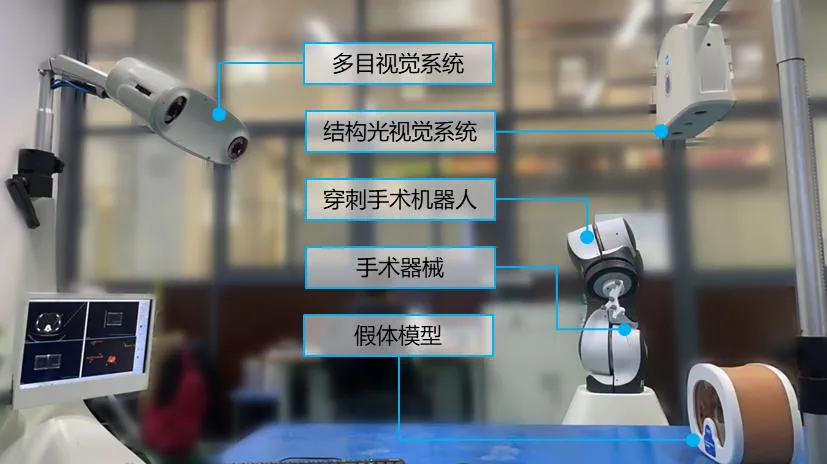 多目视觉系统
结构光视觉系统
穿刺手术机器人
手术器械
假体模型